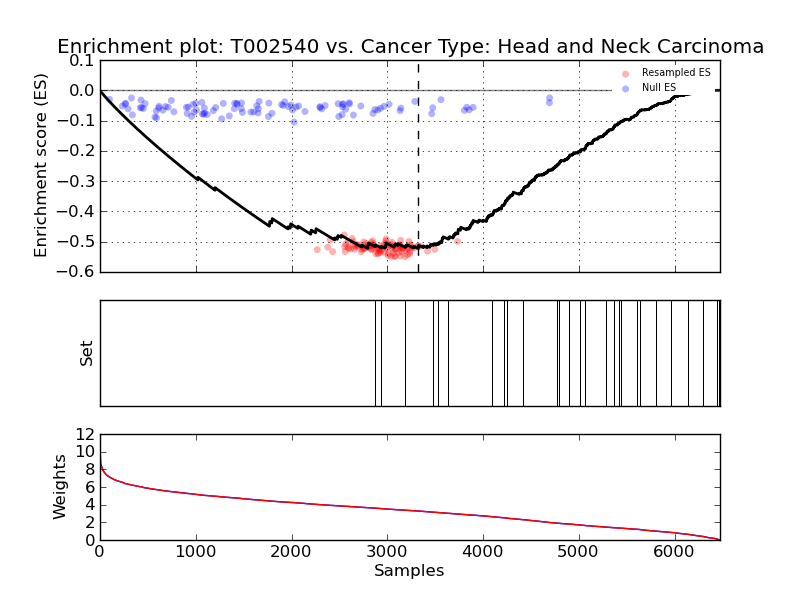 Enrichment plot: T002540 vs. Cancer Type: Head and Neck Carcinoma
Enrichment score (ES)
0.1
0.0
−0.1
−0.2
−0.3
−0.4
−0.5
−0.6
Resampled ES
Null ES
Set
Weights
12
10
8
6
4
2
0
0 1000 2000 3000 4000 5000 6000
Samples